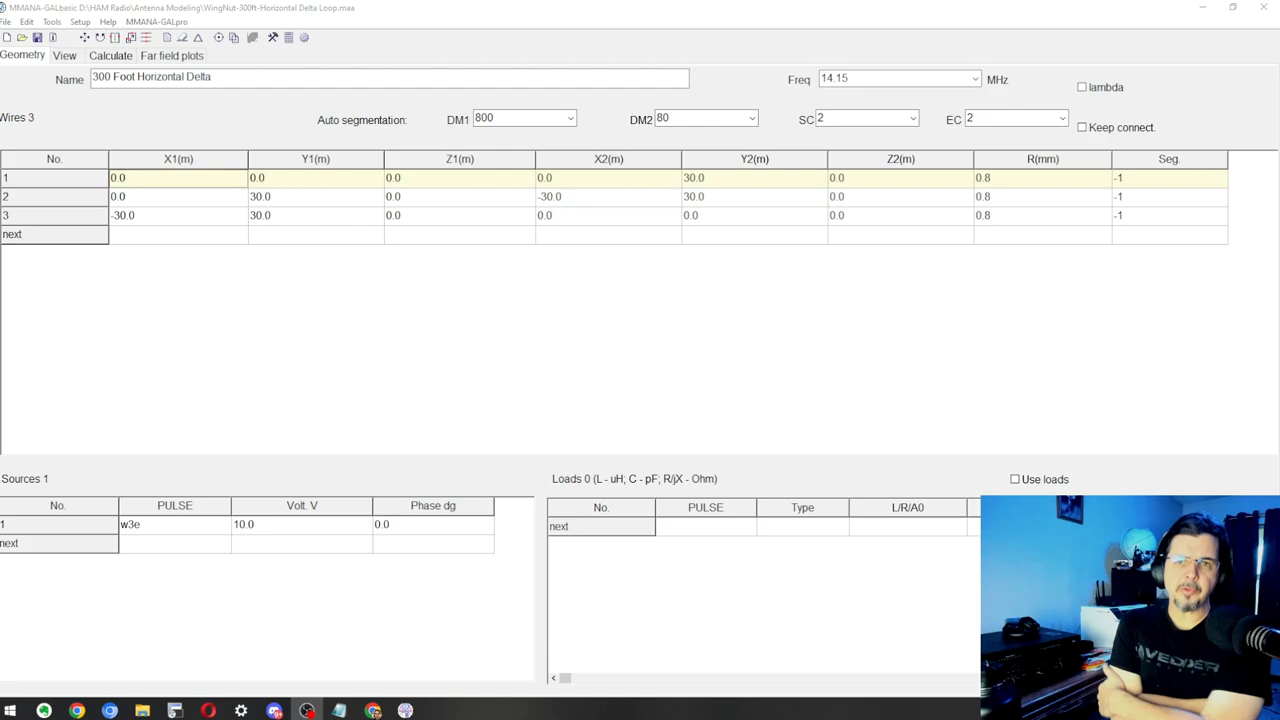 MMANA-GALbasic D:\HAM Radio\Antenna Modeling\WingNut-300ft-Horizontal Delta Loop.maa
File Edit Tools Setup Help MMANA-GALpro
Geometry View Calculate Far field plots
Name 300 Foot Horizontal Delta Freq 14.15 MHz lambda
Wires 3 Auto segmentation: DM1 800 DM2 80 SC 2 EC 2 Keep connect.
No. X1(m) Y1(m) Z1(m) X2(m) Y2(m) Z2(m) R(mm) Seg.
1 0.0 0.0 0.0 0.0 30.0 0.0 0.8 -1
2 0.0 30.0 0.0 -30.0 30.0 0.0 0.8 -1
3 -30.0 30.0 0.0 0.0 0.0 0.0 0.8 -1
next
Sources 1
No. PULSE Volt. V Phase dg
1 w3e 10.0 0.0
next
Loads 0 (L - uH; C - pF; R/jX - Ohm) Use loads
No. PULSE Type L/R/A0
next
VEDDER